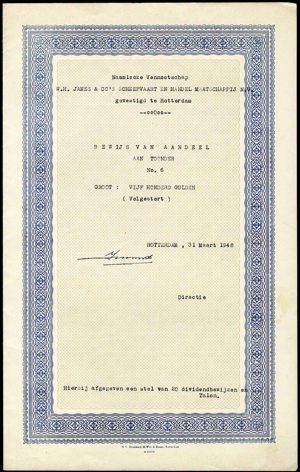 Naamlooze Vennootschap
W.H. JAMES & CO'S SCHEEPVAART EN HANDEL MAATSCHAPPIJ N.V.
gevestigd te Rotterdam
--ooOoo--
BEWIJS VAN AANDEEL
AAN TOONDER
No. 6
GROOT : VIJF HONDERD GULDEN
( Volgestort )
ROTTERDAM , 31 Maart 1948
Directie
Hierbij afgegeven een stel van 20 dividendbewijzen en
Talon.